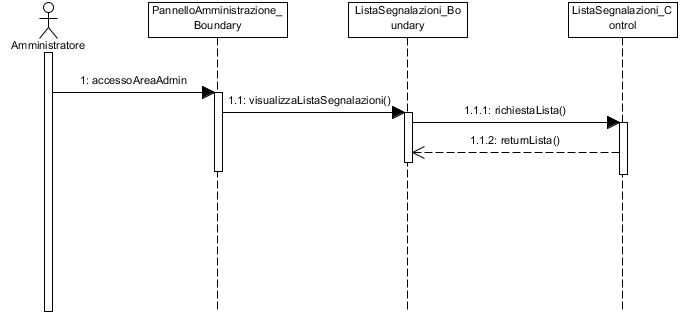 PannelloAmministrazione_
Boundary
ListaSegnalazioni_Bo
undary
ListaSegnalazioni_C
ontrol
Amministratore
1: accessoAreaAdmin
1.1: visualizzaListaSegnalazioni()
1.1.1: richiestaLista()
1.1.2: returnLista()